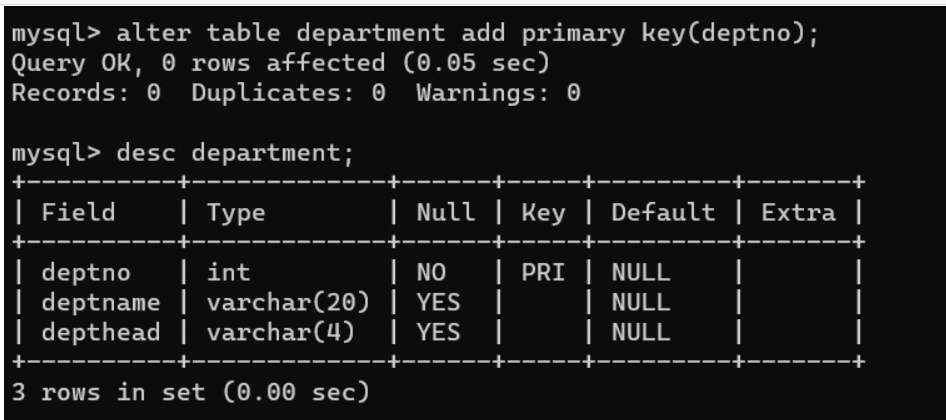 mysql> alter table department add primary key(deptno);
Query OK, 0 rows affected (0.05 sec)
Records: 0  Duplicates: 0  Warnings: 0

mysql> desc department;
+----------+-------------+------+-----+---------+-------+
| Field    | Type        | Null | Key | Default | Extra |
+----------+-------------+------+-----+---------+-------+
| deptno   | int         | NO   | PRI | NULL    |       |
| deptname | varchar(20) | YES  |     | NULL    |       |
| depthead | varchar(4)  | YES  |     | NULL    |       |
+----------+-------------+------+-----+---------+-------+
3 rows in set (0.00 sec)